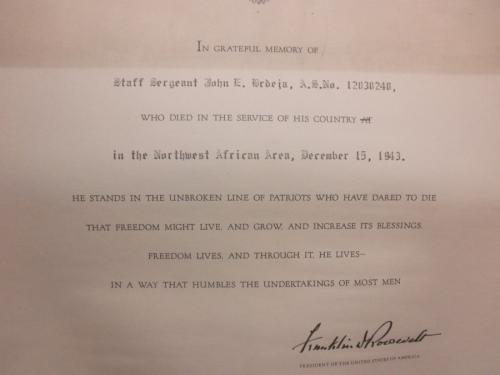 IN GRATEFUL MEMORY OF
Staff Sergeant John E. Brdeja, A.S.No. 12030240,
WHO DIED IN THE SERVICE OF HIS COUNTRY AT
in the Northwest African Area, December 15, 1943.
HE STANDS IN THE UNBROKEN LINE OF PATRIOTS WHO HAVE DARED TO DIE
THAT FREEDOM MIGHT LIVE, AND GROW, AND INCREASE ITS BLESSINGS.
FREEDOM LIVES, AND THROUGH IT, HE LIVES—
IN A WAY THAT HUMBLES THE UNDERTAKINGS OF MOST MEN
Franklin D Roosevelt
PRESIDENT OF THE UNITED STATES OF AMERICA